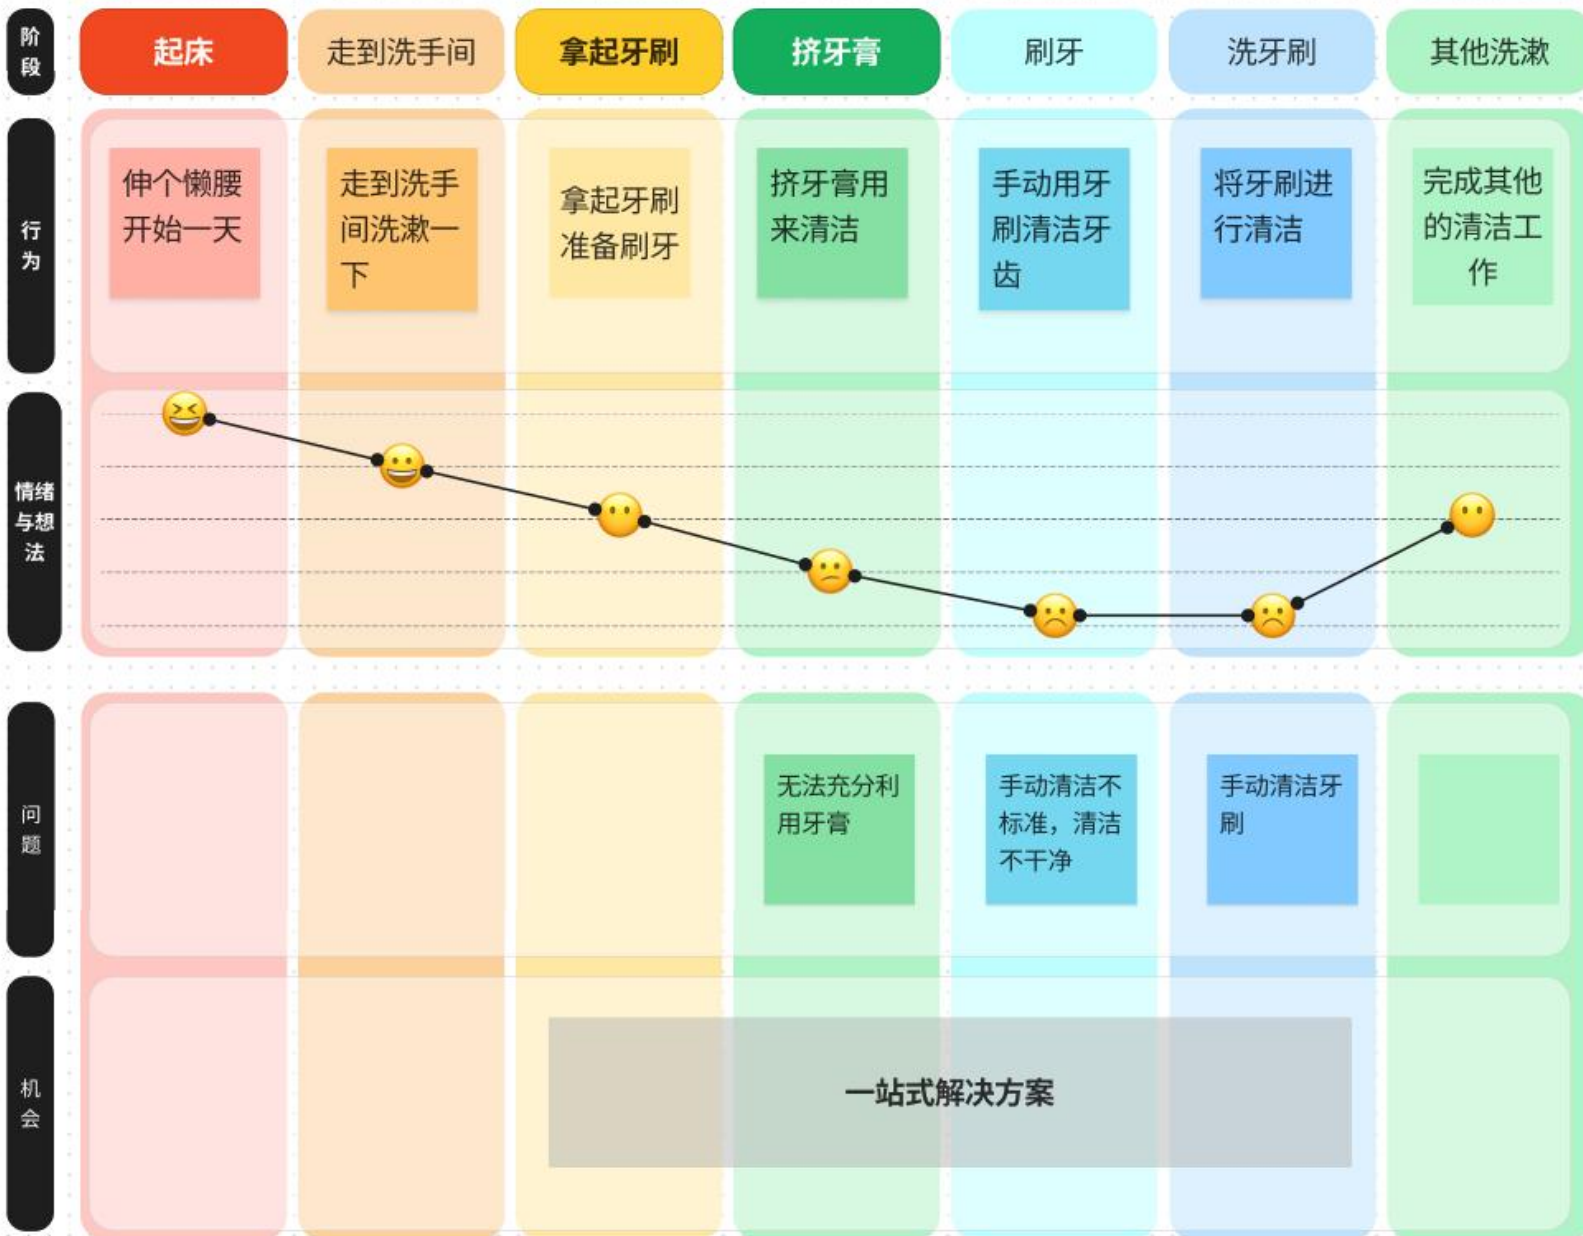 阶
段
起床
走到洗手间
拿起牙刷
挤牙膏
刷牙
洗牙刷
其他洗漱
行
为
伸个懒腰
开始一天
走到洗手
间洗漱一
下
拿起牙刷
准备刷牙
挤牙膏用
来清洁
手动用牙
刷清洁牙
齿
将牙刷进
行清洁
完成其他
的清洁工
作
情绪
与想
法
问
题
无法充分利
用牙膏
手动清洁不
标准，清洁
不干净
手动清洁牙
刷
机
会
一站式解决方案